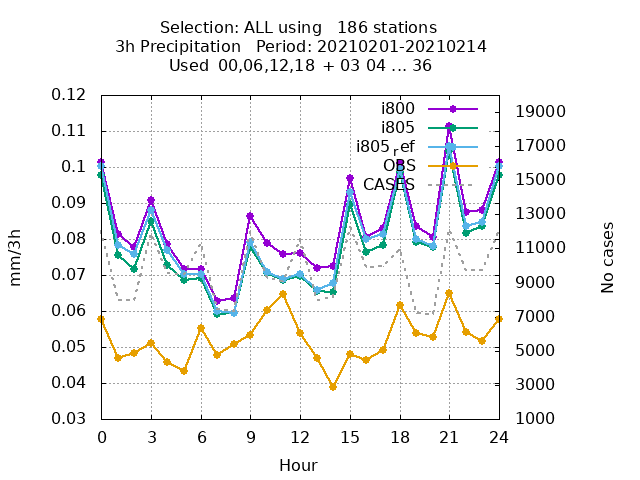 Selection: ALL using   186 stations
3h Precipitation   Period: 20210201-20210214
Used  00,06,12,18  + 03 04 ... 36
0.12
0.11
0.1
0.09
0.08
0.07
0.06
0.05
0.04
0.03
mm/3h
i800
i805
i805ref
OBS
CASES
19000
17000
15000
13000
11000
9000
7000
5000
3000
1000
No cases
0 3 6 9 12 15 18 21 24
Hour